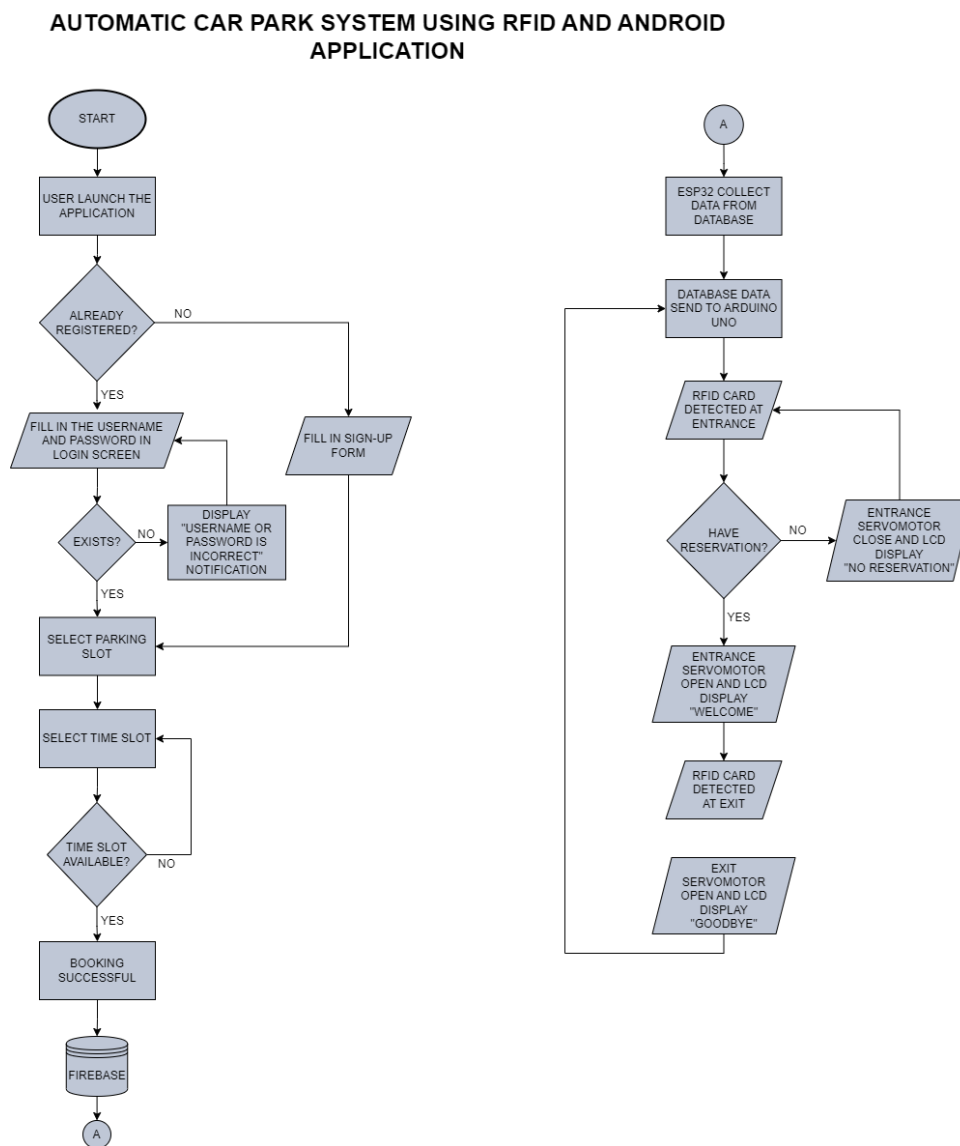 AUTOMATIC CAR PARK SYSTEM USING RFID AND ANDROID
APPLICATION
START
USER LAUNCH THE
APPLICATION
ALREADY
REGISTERED?
NO
YES
FILL IN THE USERNAME
AND PASSWORD IN
LOGIN SCREEN
FILL IN SIGN-UP
FORM
EXISTS?
NO
DISPLAY
"USERNAME OR
PASSWORD IS
INCORRECT"
NOTIFICATION
YES
SELECT PARKING
SLOT
SELECT TIME SLOT
TIME SLOT
AVAILABLE?
NO
YES
BOOKING
SUCCESSFUL
FIREBASE
A
A
ESP32 COLLECT
DATA FROM
DATABASE
DATABASE DATA
SEND TO ARDUINO
UNO
RFID CARD
DETECTED AT
ENTRANCE
HAVE
RESERVATION?
NO
ENTRANCE
SERVOMOTOR
CLOSE AND LCD
DISPLAY
"NO RESERVATION"
YES
ENTRANCE
SERVOMOTOR
OPEN AND LCD
DISPLAY
"WELCOME"
RFID CARD
DETECTED
AT EXIT
EXIT
SERVOMOTOR
OPEN AND LCD
DISPLAY
"GOODBYE"